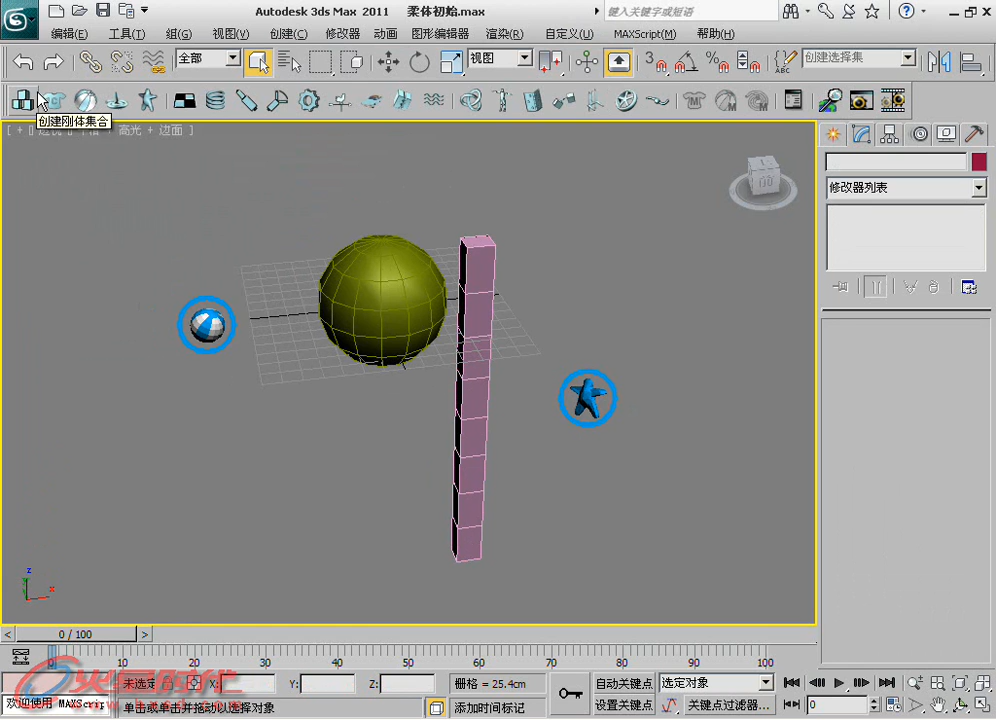 Autodesk 3ds Max 2011 柔体初始.max
键入关键字或短语
编辑(E) 工具(T) 组(G) 视图(V) 创建(C) 修改器 动画 图形编辑器 渲染(R) 自定义(U) MAXScript(M) 帮助(H)
全部
视图
3
创建选择集
创建刚体集合
高光 + 边面 ]
修改器列表
z
x
0 / 100
0 10 20 30 40 50 60 70 80 90 100
未选定
X:
Y:
Z:
栅格 = 25.4cm
自动关键点
选定对象
欢迎使用 MAXScrip
单击或单击并拖动以选择对象
添加时间标记
设置关键点
关键点过滤器...
0